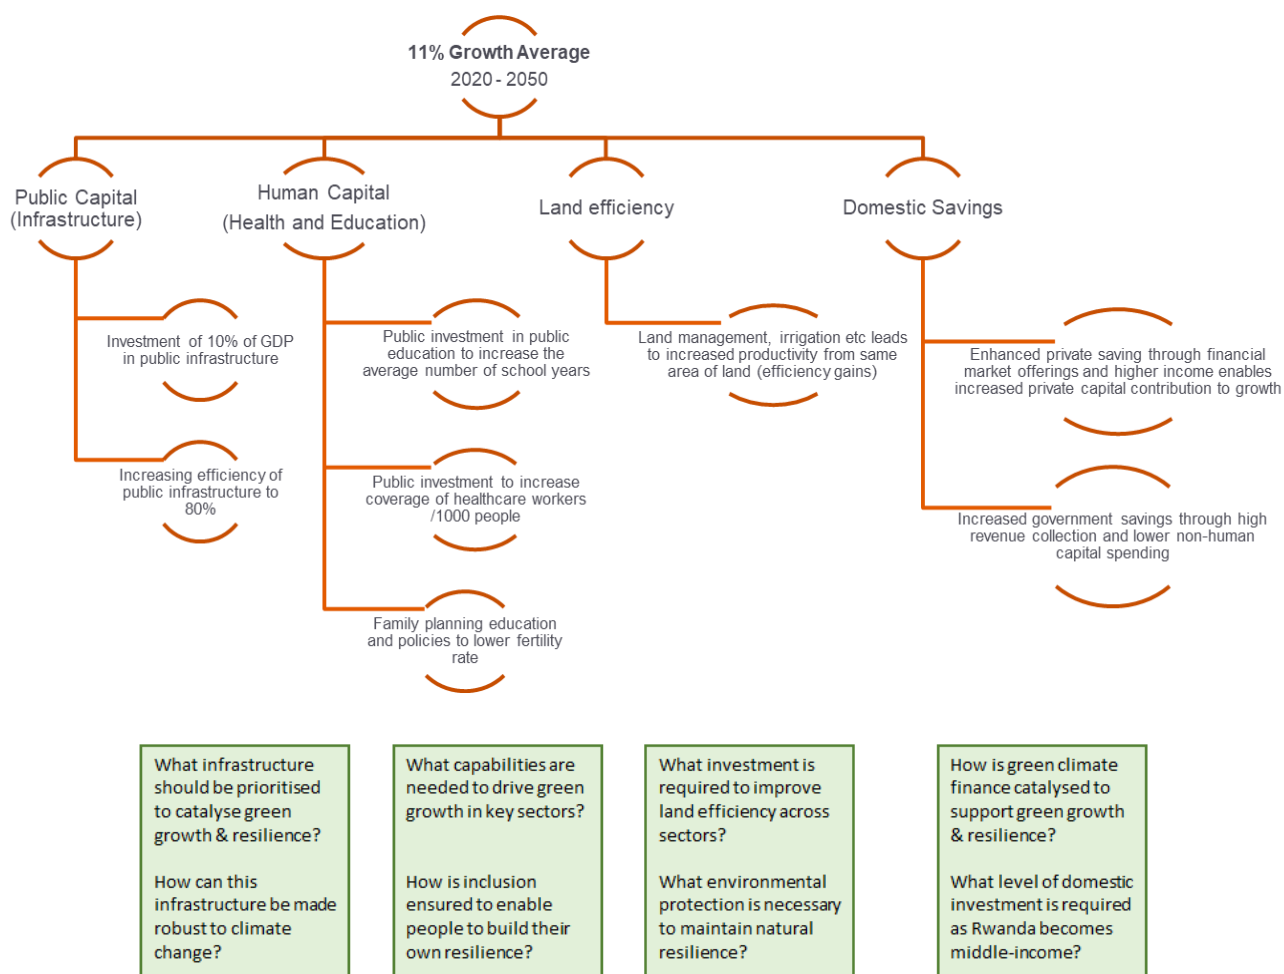 11% Growth Average
2020 - 2050
Public Capital
(Infrastructure)
Human Capital
(Health and Education)
Land efficiency
Domestic Savings
Investment of 10% of GDP
in public infrastructure
Increasing efficiency of
public infrastructure to
80%
Public investment in public
education to increase the
average number of school years
Public investment to increase
coverage of healthcare workers
/1000 people
Family planning education
and policies to lower fertility
rate
Land management, irrigation etc leads
to increased productivity from same
area of land (efficiency gains)
Enhanced private saving through financial
market offerings and higher income enables
increased private capital contribution to growth
Increased government savings through high
revenue collection and lower non-human
capital spending
What infrastructure
should be prioritised
to catalyse green
growth & resilience?
How can this
infrastructure be made
robust to climate
change?
What capabilities are
needed to drive green
growth in key sectors?
How is inclusion
ensured to enable
people to build their
own resilience?
What investment is
required to improve
land efficiency across
sectors?
What environmental
protection is necessary
to maintain natural
resilience?
How is green climate
finance catalysed to
support green growth
& resilience?
What level of domestic
investment is required
as Rwanda becomes
middle-income?